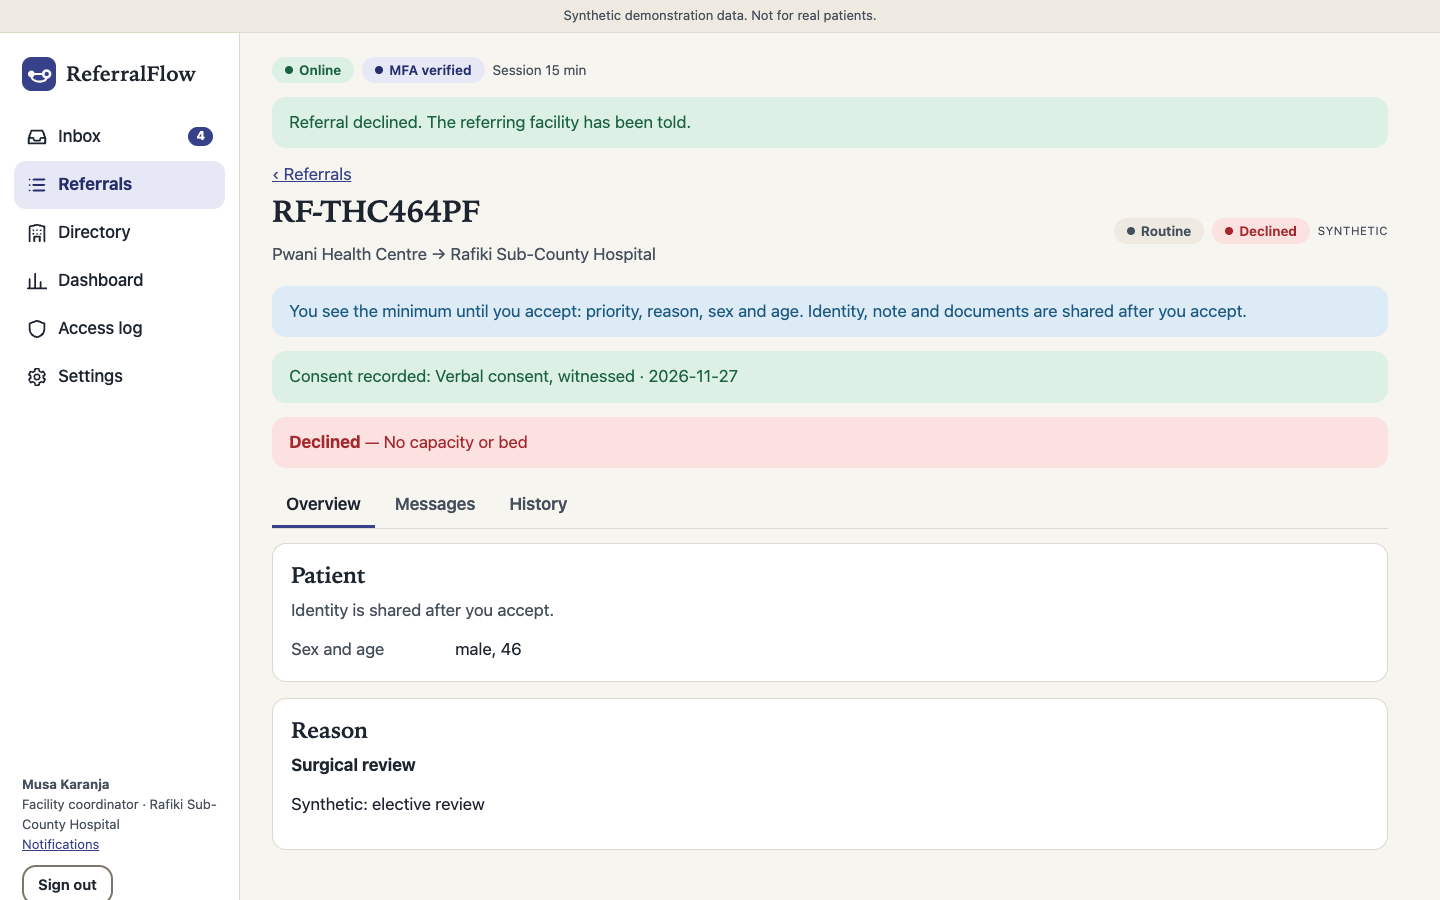 Synthetic demonstration data. Not for real patients.
ReferralFlow
Inbox 4
Referrals
Directory
Dashboard
Access log
Settings
Musa Karanja
Facility coordinator · Rafiki Sub-
County Hospital
Notifications
Sign out
Online MFA verified Session 15 min
Referral declined. The referring facility has been told.
‹ Referrals
RF-THC464PF
Pwani Health Centre → Rafiki Sub-County Hospital
Routine Declined SYNTHETIC
You see the minimum until you accept: priority, reason, sex and age. Identity, note and documents are shared after you accept.
Consent recorded: Verbal consent, witnessed · 2026-11-27
Declined — No capacity or bed
Overview Messages History
Patient
Identity is shared after you accept.
Sex and age male, 46
Reason
Surgical review
Synthetic: elective review